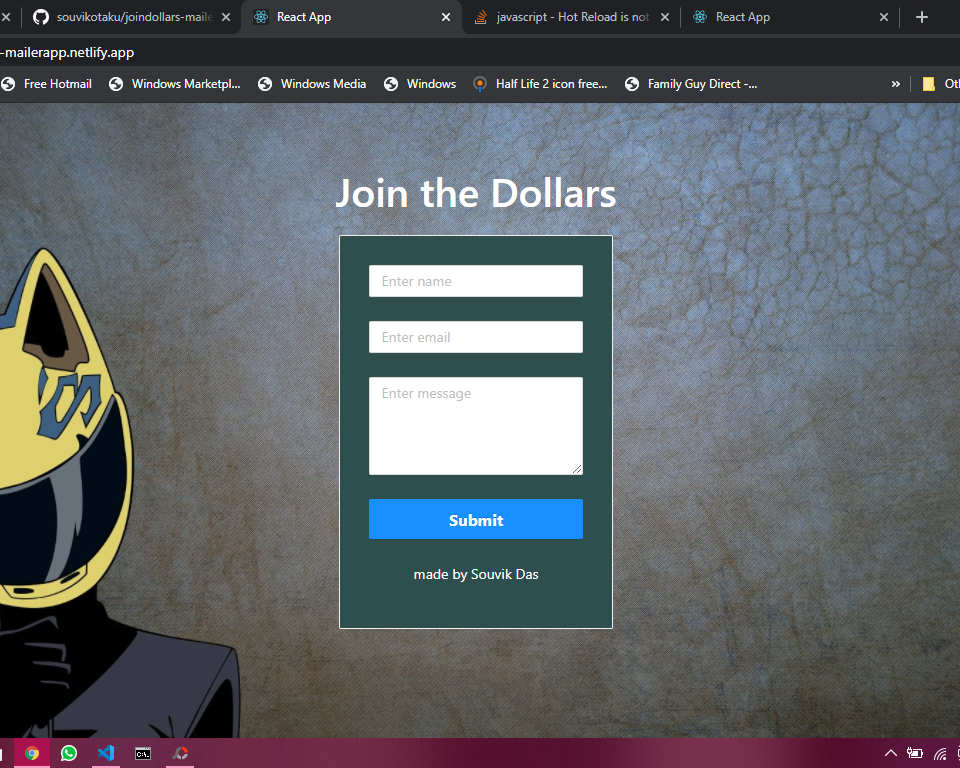 souvikotaku/joindollars-maile
React App
javascript - Hot Reload is not
React App
-mailerapp.netlify.app
Free Hotmail
Windows Marketpl...
Windows Media
Windows
Half Life 2 icon free...
Family Guy Direct -...
»
Oth
Join the Dollars
S
Enter name
Enter email
Enter message
Submit
made by Souvik Das
C:\.